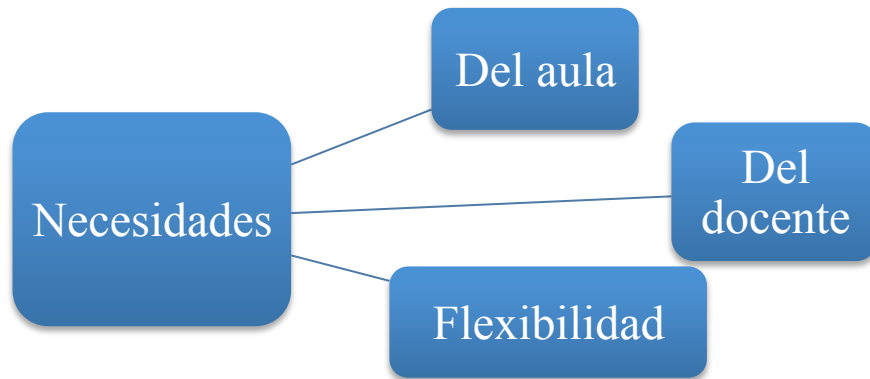 Necesidades
Del aula
Del
docente
Flexibilidad